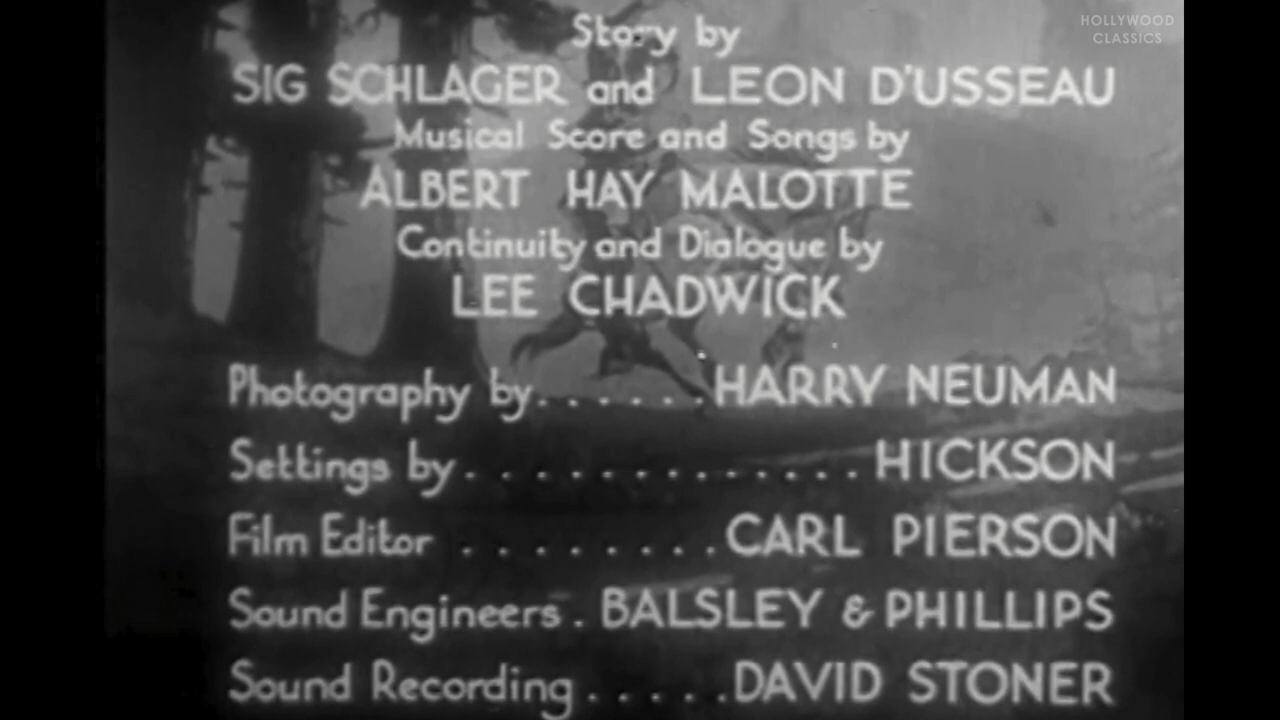 HOLLYWOOD
CLASSICS
Story by
SIG SCHLAGER and LEON D'USSEAU
Musical Score and Songs by
ALBERT HAY MALOTTE
Continuity and Dialogue by
LEE CHADWICK
Photography by. . . . . . HARRY NEUMAN
Settings by. . . . . . . . . . . . . HICKSON
Film Editor . . . . . . . . CARL PIERSON
Sound Engineers . BALSLEY & PHILLIPS
Sound Recording . . . . . DAVID STONER